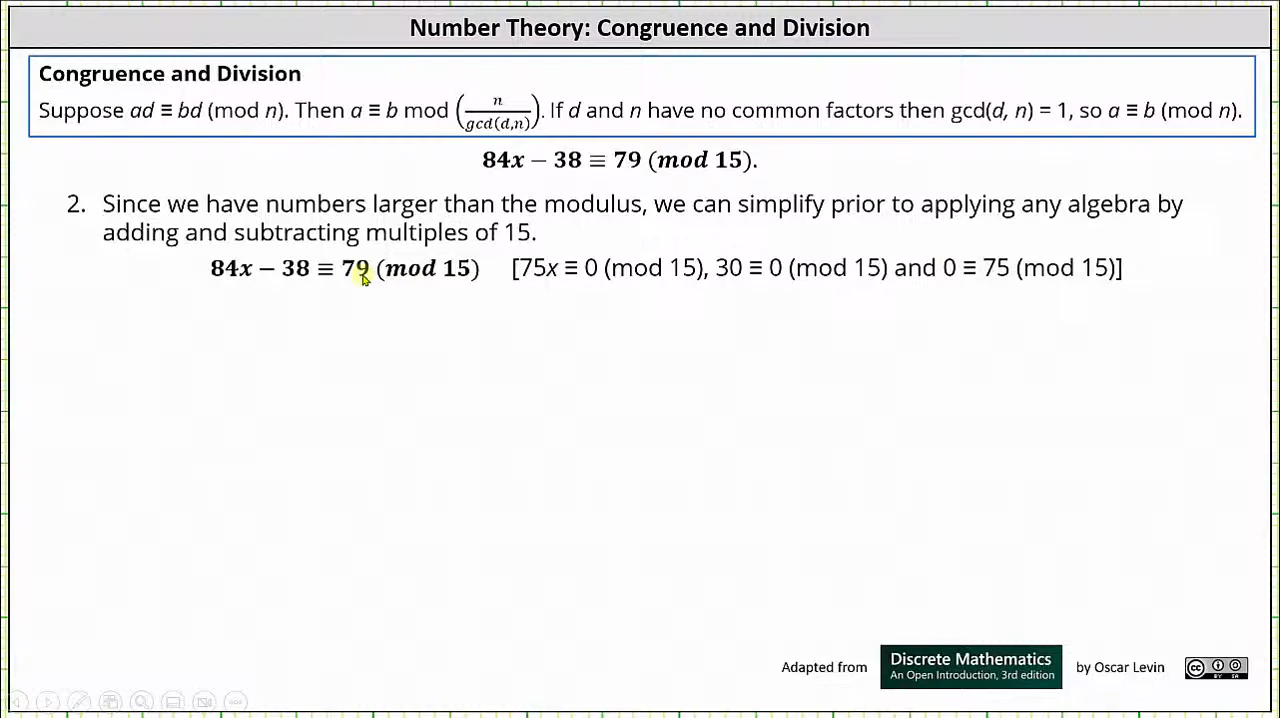 Number Theory: Congruence and Division
Congruence and Division
Suppose ad ≡ bd (mod n). Then a ≡ b mod (n/gcd(d,n)). If d and n have no common factors then gcd(d, n) = 1, so a ≡ b (mod n).
84x − 38 ≡ 79 (mod 15).
2. Since we have numbers larger than the modulus, we can simplify prior to applying any algebra by
adding and subtracting multiples of 15.
84x − 38 ≡ 79 (mod 15) [75x ≡ 0 (mod 15), 30 ≡ 0 (mod 15) and 0 ≡ 75 (mod 15)]
Adapted from Discrete Mathematics by Oscar Levin
An Open Introduction, 3rd edition
CC BY SA